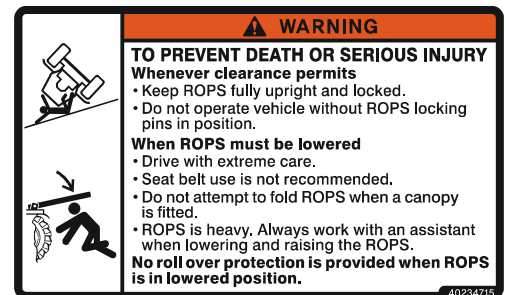 WARNING
TO PREVENT DEATH OR SERIOUS INJURY
Whenever clearance permits
• Keep ROPS fully upright and locked.
• Do not operate vehicle without ROPS locking
pins in position.
When ROPS must be lowered
• Drive with extreme care.
• Seat belt use is not recommended.
• Do not attempt to fold ROPS when a canopy
is fitted.
• ROPS is heavy. Always work with an assistant
when lowering and raising the ROPS.
No roll over protection is provided when ROPS
is in lowered position.
40234715